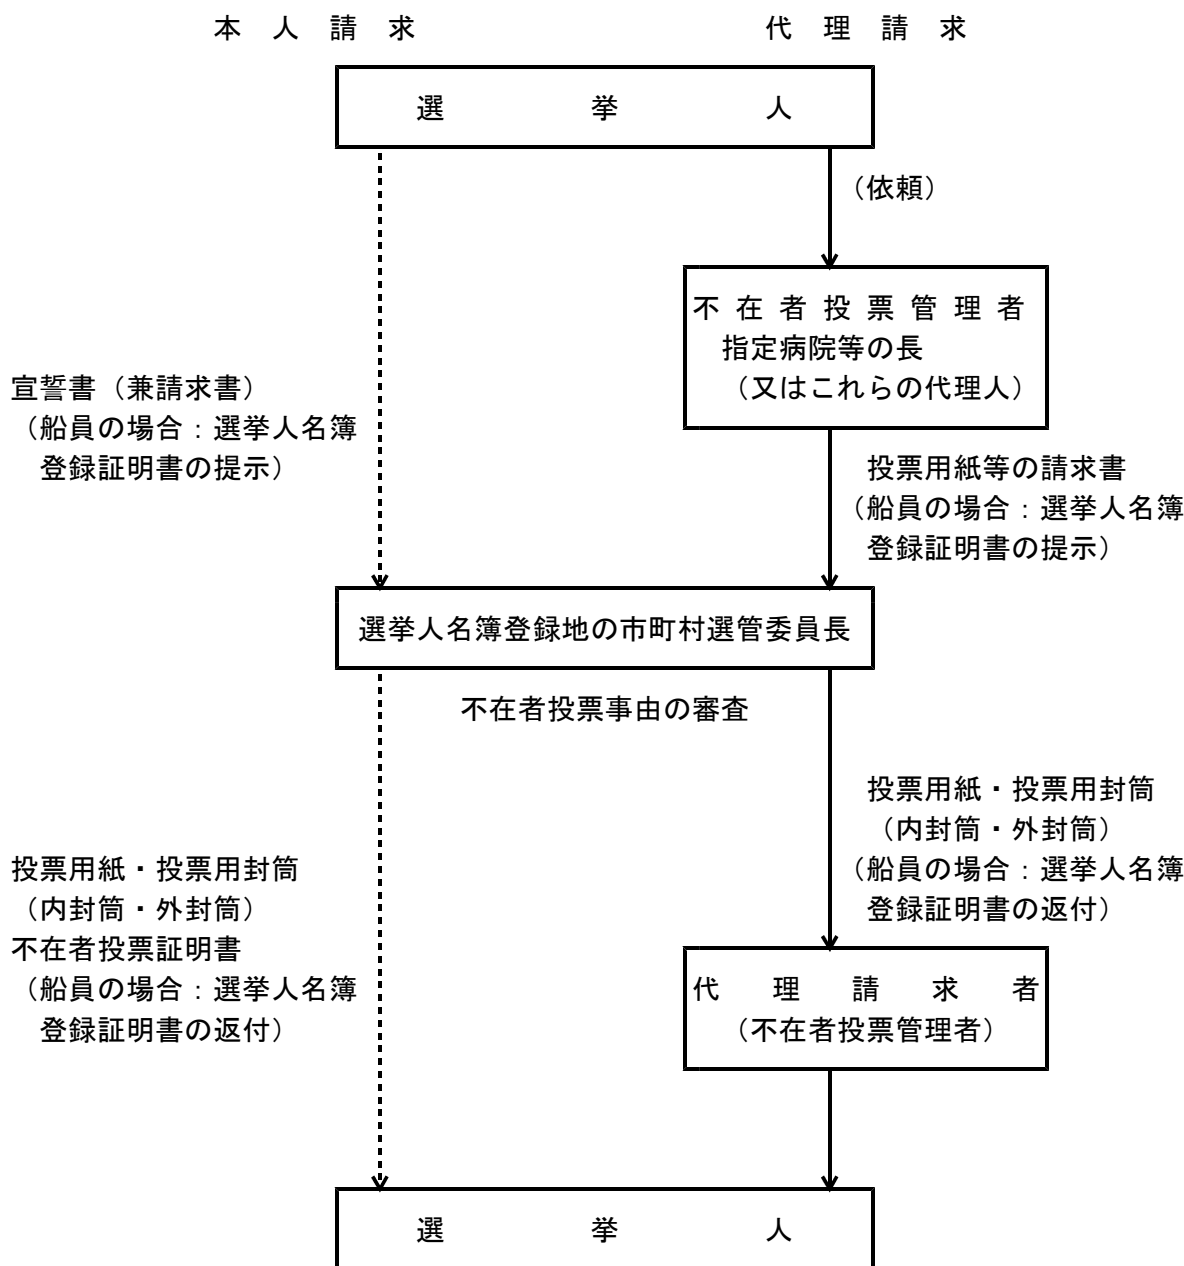 本人請求
代理請求
選挙人
（依頼）
不在者投票管理者
指定病院等の長
（又はこれらの代理人）
宣誓書（兼請求書）
（船員の場合：選挙人名簿
登録証明書の提示）
投票用紙等の請求書
（船員の場合：選挙人名簿
登録証明書の提示）
選挙人名簿登録地の市町村選管委員長
不在者投票事由の審査
投票用紙・投票用封筒
（内封筒・外封筒）
（船員の場合：選挙人名簿
登録証明書の返付）
投票用紙・投票用封筒
（内封筒・外封筒）
不在者投票証明書
（船員の場合：選挙人名簿
登録証明書の返付）
代理請求者
（不在者投票管理者）
選挙人